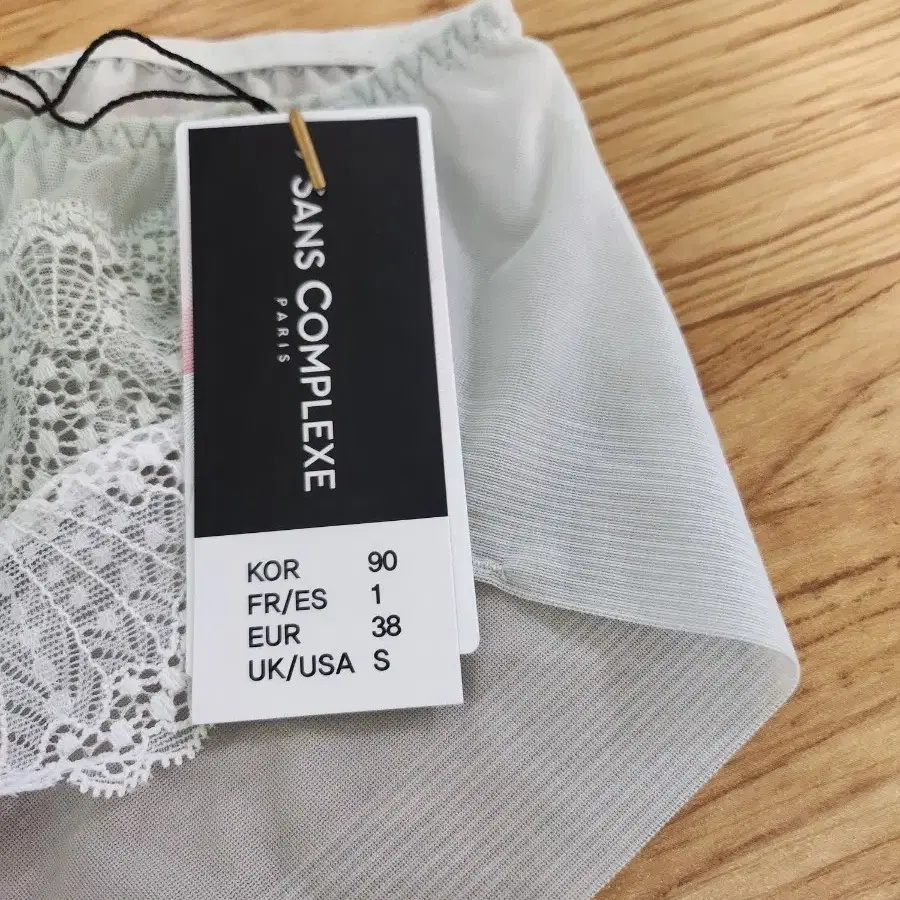 SANS COMPLEXE
PARIS
KOR 90
FR/ES 1
EUR 38
UK/USA S